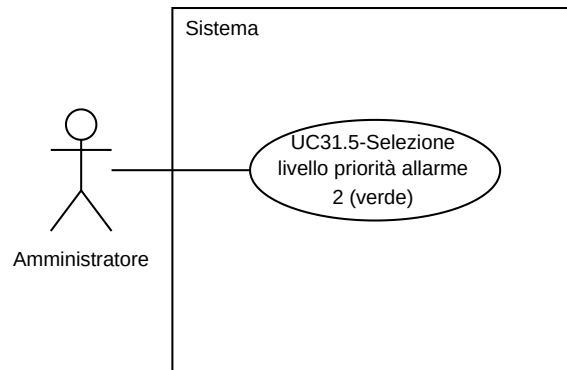 Sistema
UC31.5-Selezione
livello priorità allarme
2 (verde)
Amministratore